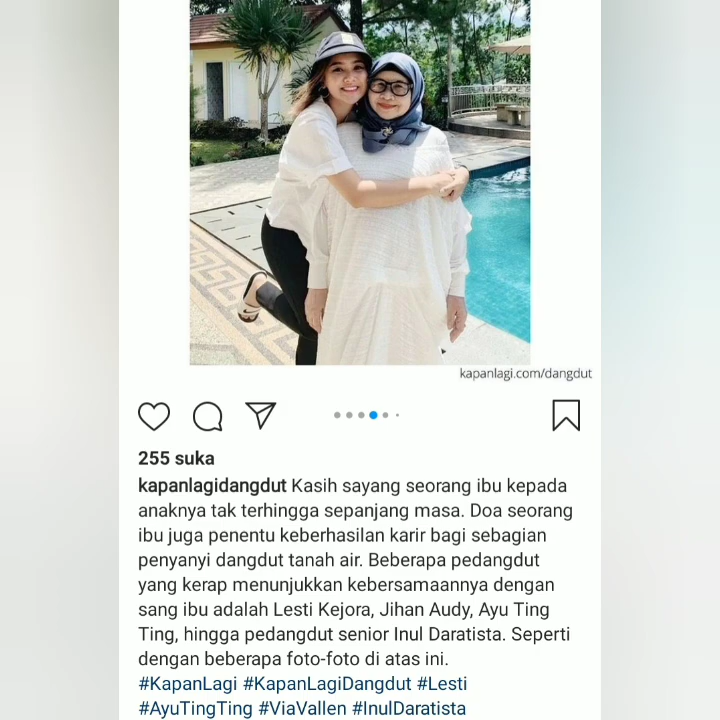 kapanlagi.com/dangdut
255 suka
kapanlagidangdut Kasih sayang seorang ibu kepada
anaknya tak terhingga sepanjang masa. Doa seorang
ibu juga penentu keberhasilan karir bagi sebagian
penyanyi dangdut tanah air. Beberapa pedangdut
yang kerap menunjukkan kebersamaannya dengan
sang ibu adalah Lesti Kejora, Jihan Audy, Ayu Ting
Ting, hingga pedangdut senior Inul Daratista. Seperti
dengan beberapa foto-foto di atas ini.
#KapanLagi #KapanLagiDangdut #Lesti
#AyuTingTing #ViaVallen #InulDaratista